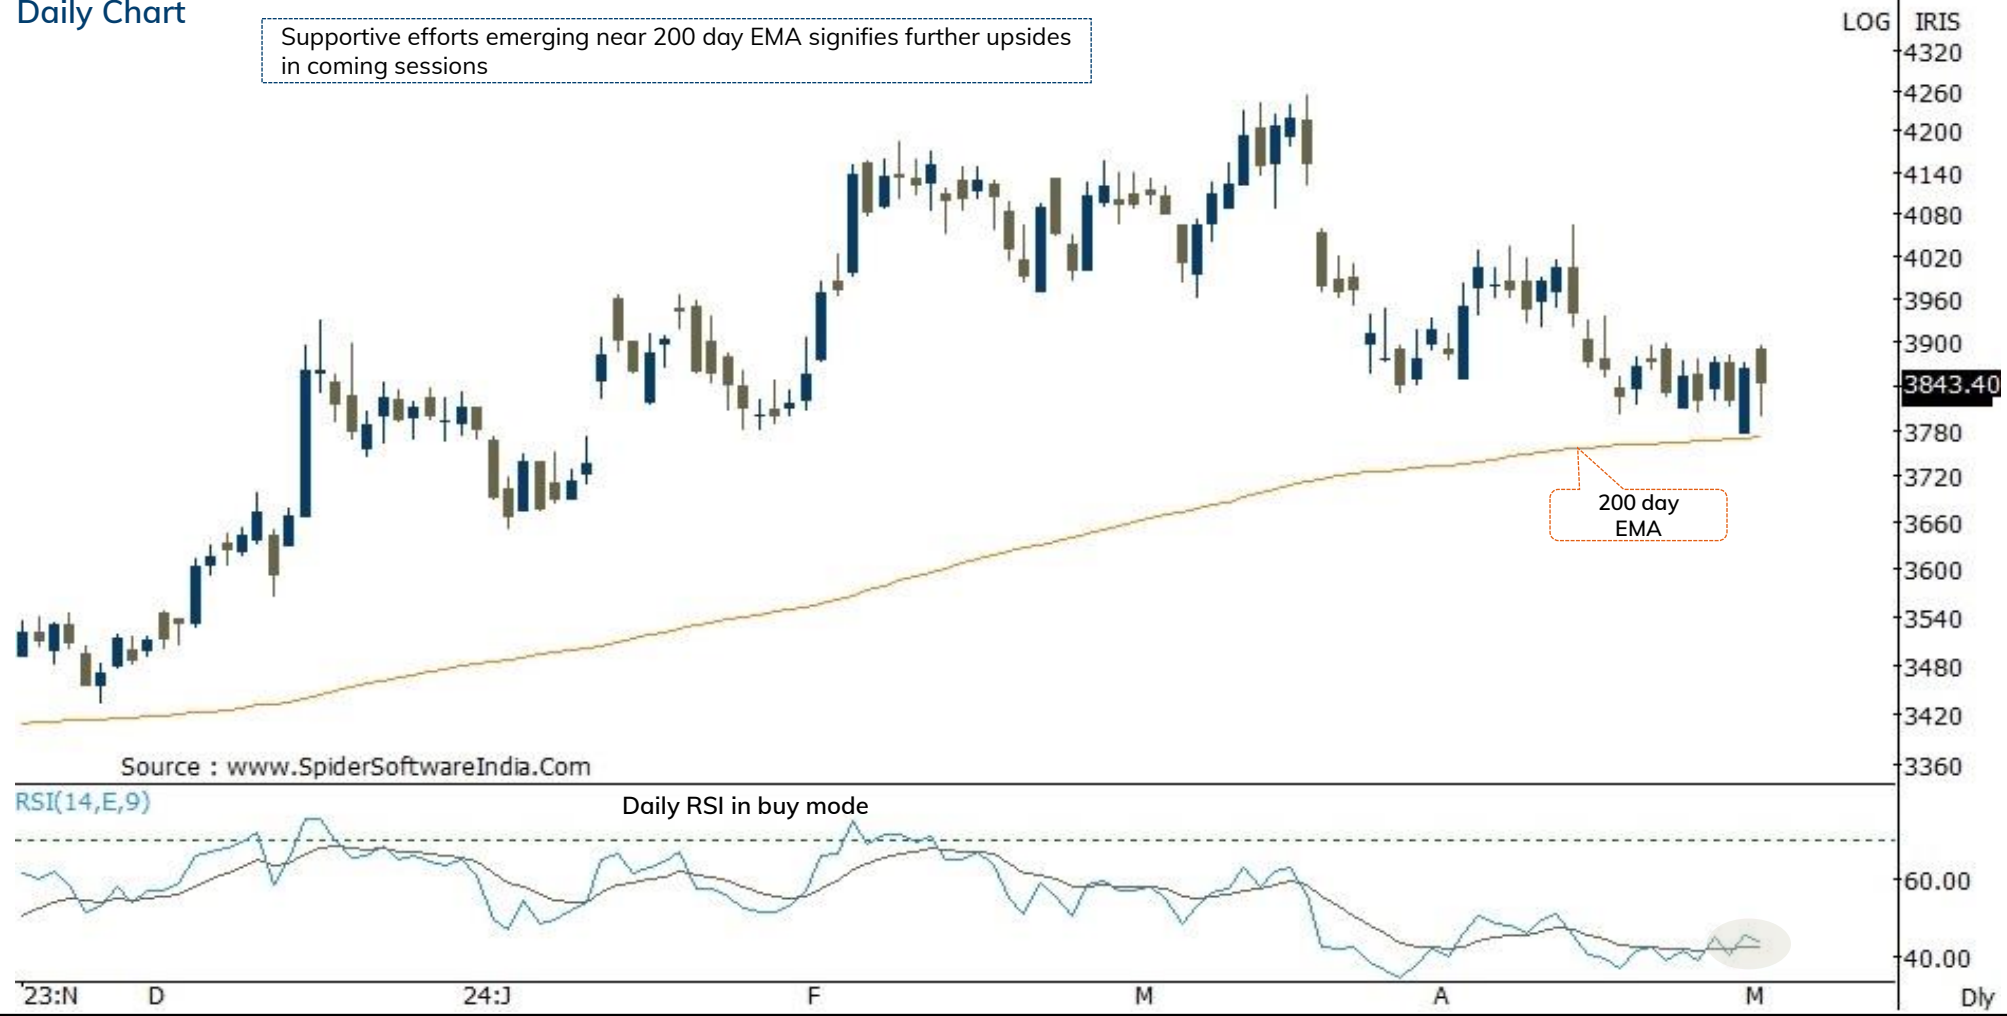 Daily Chart
Supportive efforts emerging near 200 day EMA signifies further upsides
in coming sessions
LOG
IRIS
4320
4260
4200
4140
4080
4020
3960
3900
3843.40
3780
3720
3660
3600
3540
3480
3420
3360
200 day
EMA
Source : www.SpiderSoftwareIndia.Com
RSI(14,E,9)
Daily RSI in buy mode
60.00
40.00
'23:N
D
24:J
F
M
A
M
Dly